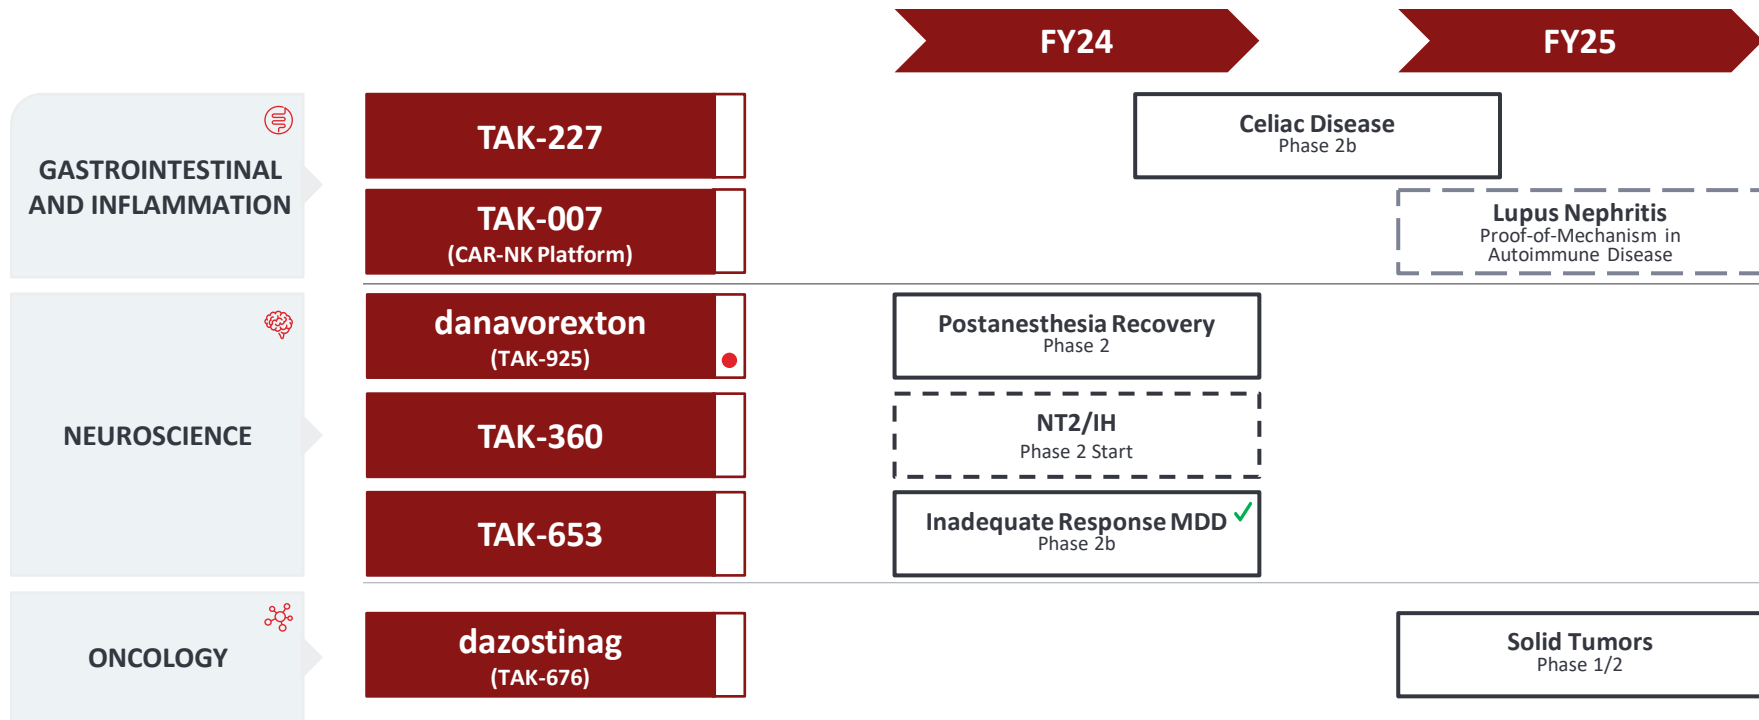 FY24
FY25
GASTROINTESTINAL
AND INFLAMMATION
TAK-227
Celiac Disease
Phase 2b
TAK-007
(CAR-NK Platform)
Lupus Nephritis
Proof-of-Mechanism in
Autoimmune Disease
NEUROSCIENCE
danavorexton
(TAK-925)
Postanesthesia Recovery
Phase 2
TAK-360
NT2/IH
Phase 2 Start
TAK-653
Inadequate Response MDD
Phase 2b
ONCOLOGY
dazostinag
(TAK-676)
Solid Tumors
Phase 1/2